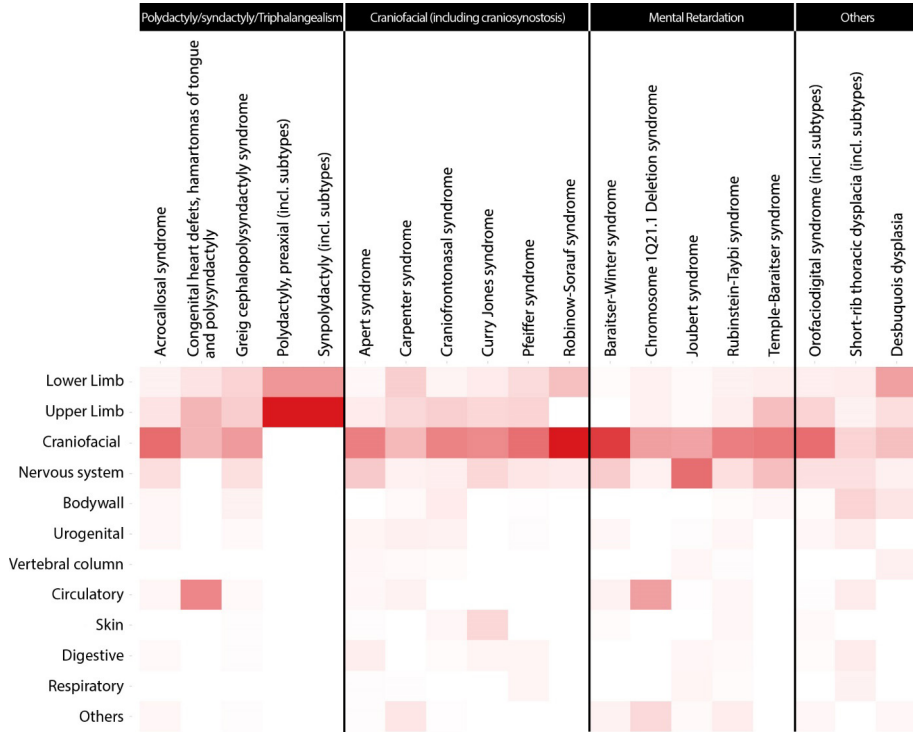 Polydactyly/syndactyly/Triphalangealism
Craniofacial (including craniosynostosis)
Mental Retardation
Others
Acrocallosal syndrome
Congenital heart defects, hamartomas of tongue
and polysyndactyly
Greig cephalopolysyndactyly syndrome
Polydactyly, preaxial (incl. subtypes)
Synpolydactyly (incl. subtypes)
Apert syndrome
Carpenter syndrome
Craniofrontonasal syndrome
Curry Jones syndrome
Pfeiffer syndrome
Robinow-Sorauf syndrome
Baraitser-Winter syndrome
Chromosome 1Q21.1 Deletion syndrome
Joubert syndrome
Rubinstein-Taybi syndrome
Temple-Baraitser syndrome
Orofaciodigital syndrome (incl. subtypes)
Short-rib thoracic dysplacia (incl. subtypes)
Desbuquois dysplasia
Lower Limb
Upper Limb
Craniofacial
Nervous system
Bodywall
Urogenital
Vertebral column
Circulatory
Skin
Digestive
Respiratory
Others